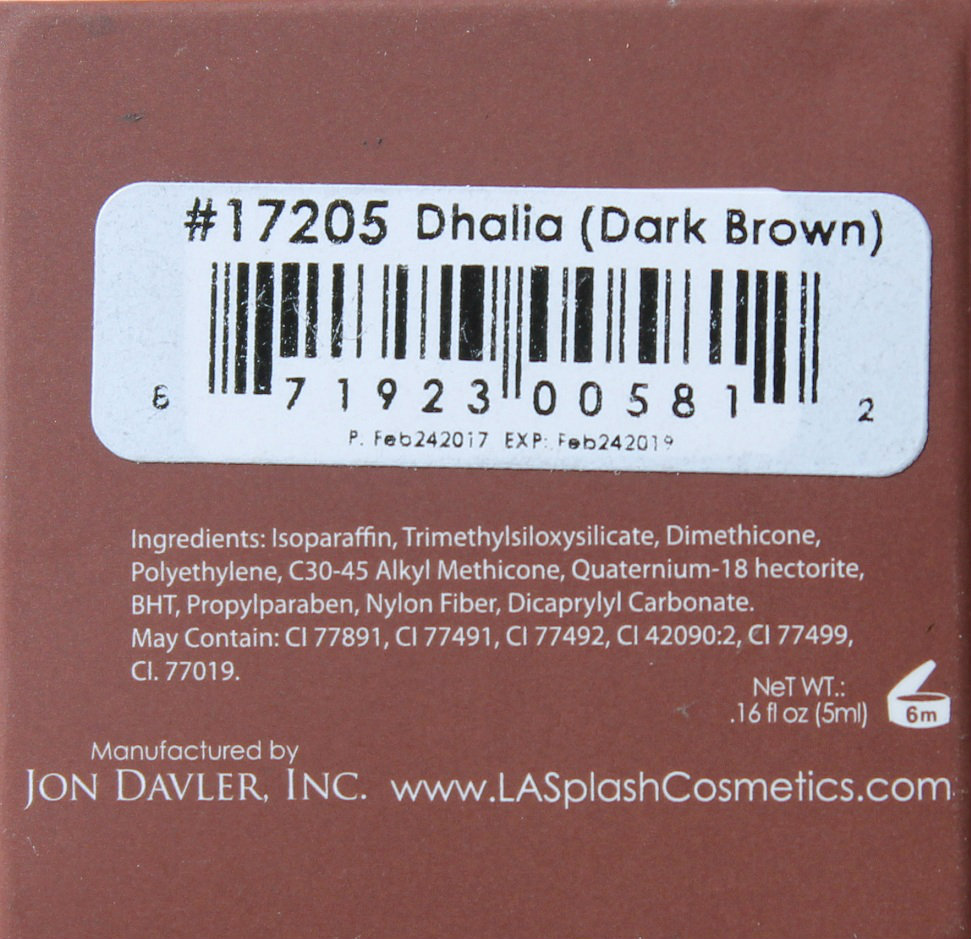 #17205 Dhalia (Dark Brown)
6 71923 00581 2
P. Feb242017 EXP: Feb242019
Ingredients: Isoparaffin, Trimethylsiloxysilicate, Dimethicone,
Polyethylene, C30-45 Alkyl Methicone, Quaternium-18 hectorite,
BHT, Propylparaben, Nylon Fiber, Dicaprylyl Carbonate.
May Contain: CI 77891, CI 77491, CI 77492, CI 42090:2, CI 77499,
CI. 77019.
NeT WT.:
.16 fl oz (5ml)
6m
Manufactured by
JON DAVLER, INC. www.LASplashCosmetics.com